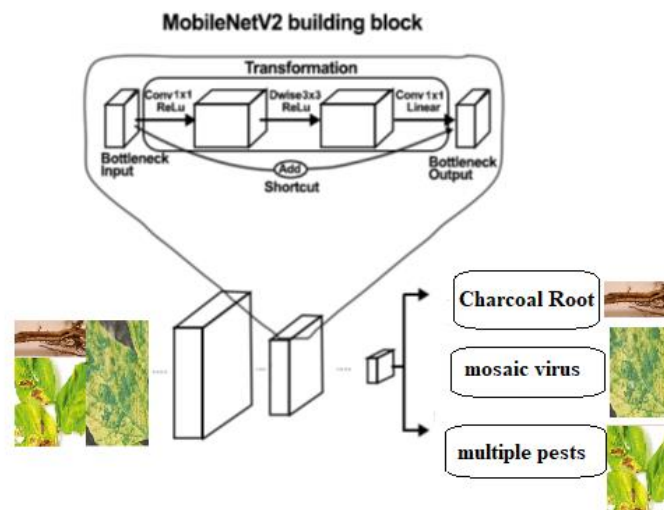 MobileNetV2 building block
Transformation
Conv1x1
ReLu
Dwise3x3
ReLu
Conv1x1
Linear
Bottleneck
Input
Add
Shortcut
Bottleneck
Output
Charcoal Root
mosaic virus
multiple pests